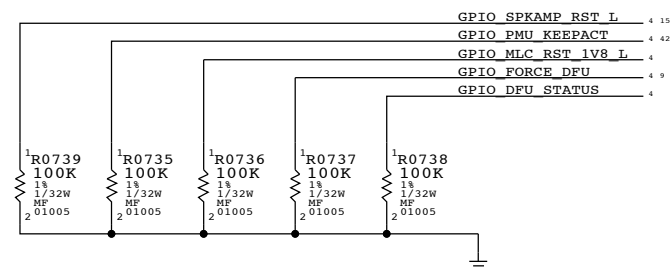 GPIO_SPKAMP_RST_L 4 15
GPIO_PMU_KEEPACT 4 42
GPIO_MLC_RST_1V8_L 4
GPIO_FORCE_DFU 4 9
GPIO_DFU_STATUS 4
1 R0739 1 R0735 1 R0736 1 R0737 1 R0738
100K 100K 100K 100K 100K
1% 1% 1% 1% 1%
1/32W 1/32W 1/32W 1/32W 1/32W
MF MF MF MF MF
2 01005 2 01005 2 01005 2 01005 2 01005